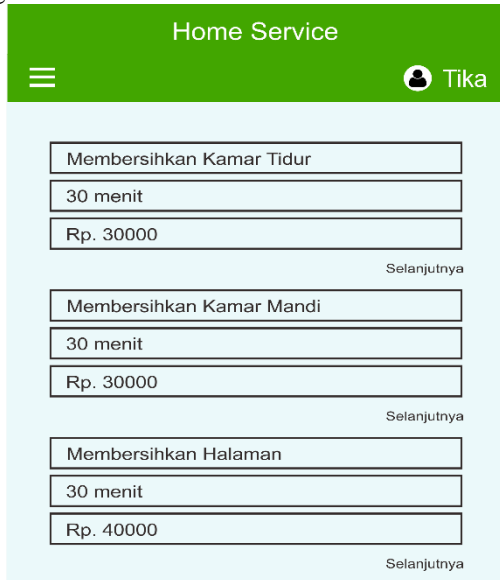 Home Service
Tika
Membersihkan Kamar Tidur
30 menit
Rp. 30000
Selanjutnya
Membersihkan Kamar Mandi
30 menit
Rp. 30000
Selanjutnya
Membersihkan Halaman
30 menit
Rp. 40000
Selanjutnya